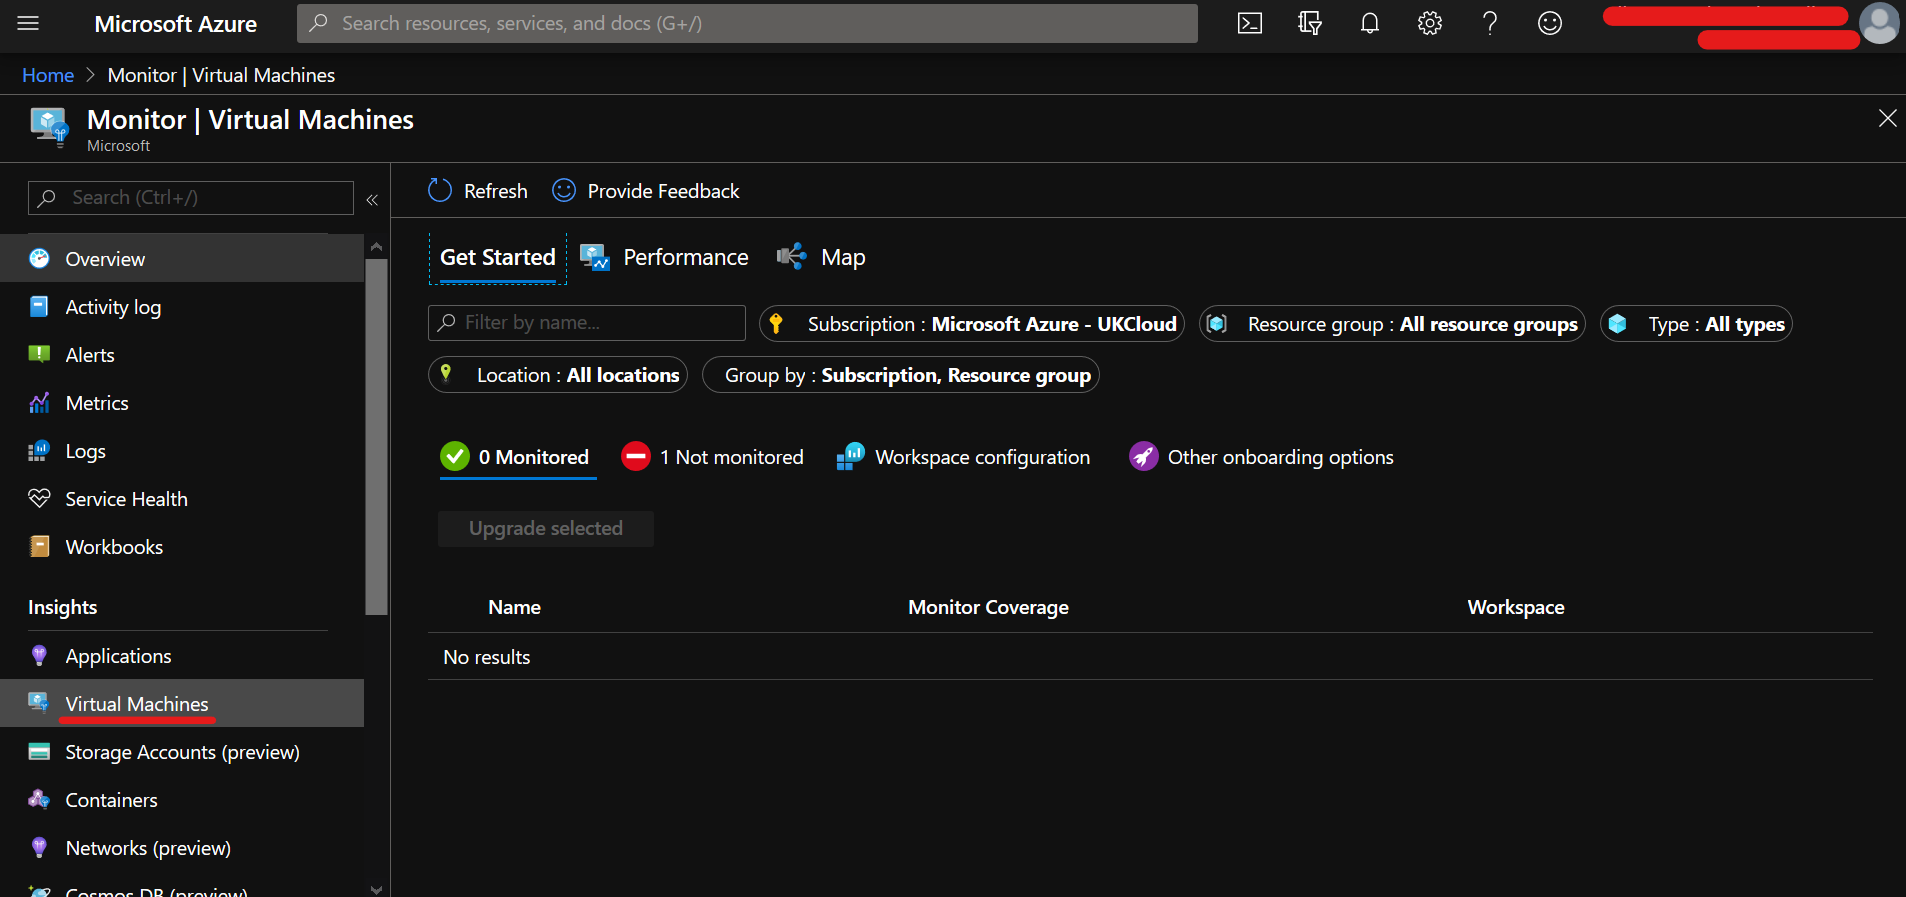 Microsoft Azure
Search resources, services, and docs (G+/)
Home > Monitor | Virtual Machines
Monitor | Virtual Machines
Microsoft
Search (Ctrl+/)
«
Overview
Activity log
Alerts
Metrics
Logs
Service Health
Workbooks
Insights
Applications
Virtual Machines
Storage Accounts (preview)
Containers
Networks (preview)
Cosmos DB (preview)
Refresh
Provide Feedback
Get Started
Performance
Map
Filter by name...
Subscription : Microsoft Azure - UKCloud
Resource group : All resource groups
Type : All types
Location : All locations
Group by : Subscription, Resource group
0 Monitored
1 Not monitored
Workspace configuration
Other onboarding options
Upgrade selected
Name
Monitor Coverage
Workspace
No results